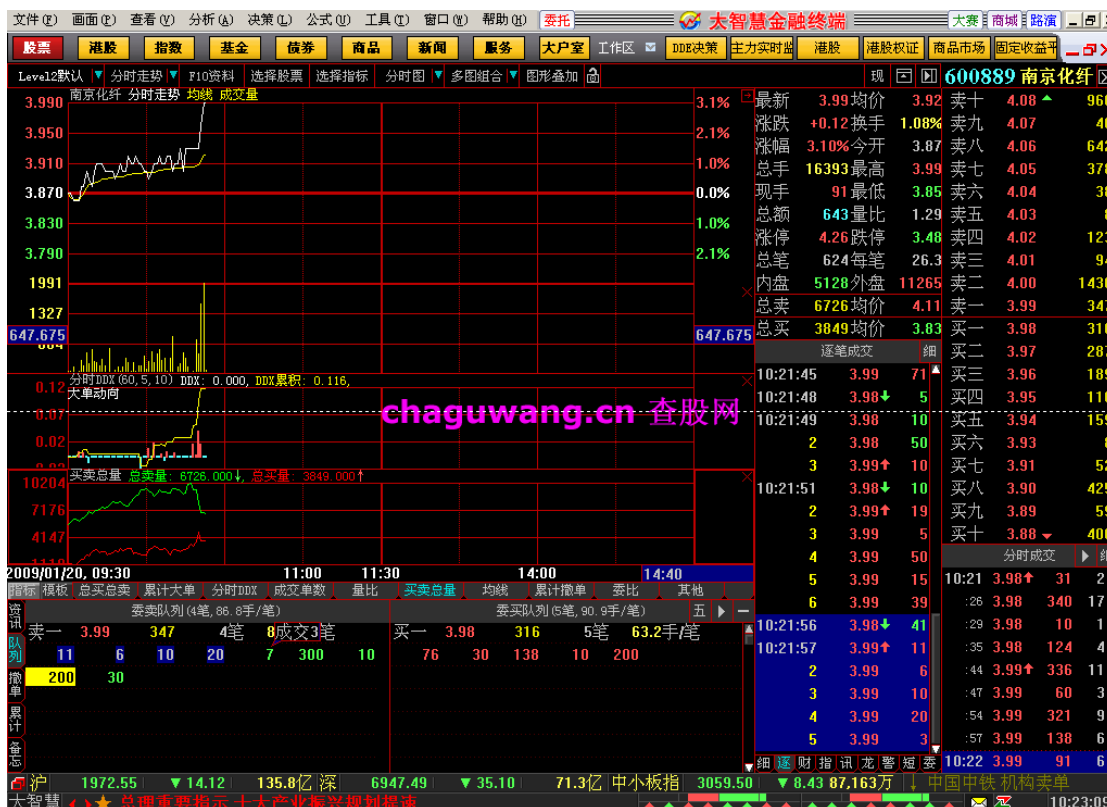 文件(F) 画面(P) 查看(V) 分析(A) 决策(L) 公式(U) 工具(T) 窗口(W) 帮助(H) 委托 大智慧金融终端 大赛 商城 路演
股票 港股 指数 基金 债券 商品 新闻 服务 大户室 工作区 DDE决策 主力实时监 港股 港股权证 商品市场 固定收益平
Level2默认 分时走势 F10资料 选择股票 选择指标 分时图 多图组合 图形叠加 现 600889 南京化纤
南京化纤 分时走势 均线 成交量
3.990 3.1%
3.950 2.1%
3.910 1.0%
3.870 0.0%
3.830 1.0%
3.790 2.1%
1991
1327
647.675 647.675
分时DDX(60,5,10) DDX: 0.000, DDX累积: 0.116,
0.12 大单动向
0.07
0.02
chaguwang.cn 查股网
买卖总量 总卖量: 6726.000↓, 总买量: 3849.000↑
10204
7176
4147
2009/01/20, 09:30 11:00 11:30 14:00 14:40
指标 模板 总买总卖 累计大单 分时DDX 成交单数 量比 买卖总量 均线 累计撤单 委比 其他
资讯
队列
撤单
累计
备忘
委卖队列(4笔, 86.8手/笔) 委买队列(5笔, 90.9手/笔) 五
卖一 3.99 347 4笔 8成交3笔 买一 3.98 316 5笔 63.2手/笔
11 6 10 20 7 300 10 76 30 138 10 200
200 30
最新 3.99 均价 3.92
涨跌 +0.12 换手 1.08%
涨幅 3.10% 今开 3.87
总手 16393 最高 3.99
现手 91 最低 3.85
总额 643 量比 1.29
涨停 4.26 跌停 3.48
总笔 624 每笔 26.3
内盘 5128 外盘 11265
总卖 6726 均价 4.11
总买 3849 均价 3.83
逐笔成交 细
10:21:45 3.99 71
10:21:48 3.98↓ 5
10:21:49 3.98 10
2 3.98 50
3 3.99↑ 10
10:21:51 3.98↓ 10
2 3.99↑ 19
3 3.99 5
4 3.99 50
5 3.99 15
6 3.99 39
10:21:56 3.98↓ 41
10:21:57 3.99↑ 11
2 3.99 6
3 3.99 10
4 3.99 20
5 3.99 3
细 逐 财 指 讯 龙 警 短 委
卖十 4.08
卖九 4.07
卖八 4.06
卖七 4.05
卖六 4.04
卖五 4.03
卖四 4.02
卖三 4.01
卖二 4.00
卖一 3.99
买一 3.98
买二 3.97
买三 3.96
买四 3.95
买五 3.94
买六 3.93
买七 3.91
买八 3.90
买九 3.89
买十 3.88
分时成交
10:21 3.98↑ 31 2
:26 3.98 340 17
:29 3.98 10 1
:35 3.98 124 4
:44 3.99↑ 336 11
:47 3.99 60 3
:54 3.99 321 9
:57 3.99 138 6
10:22 3.99 91 6
沪 1972.55 ▼14.12 135.8亿 深 6947.49 ▼35.10 71.3亿 中小板指 3059.50 ▼8.43 87,163万 ↓ 中国中铁 机构卖单
大智慧 总理重要指示 十大产业振兴规划提速 10:23:09